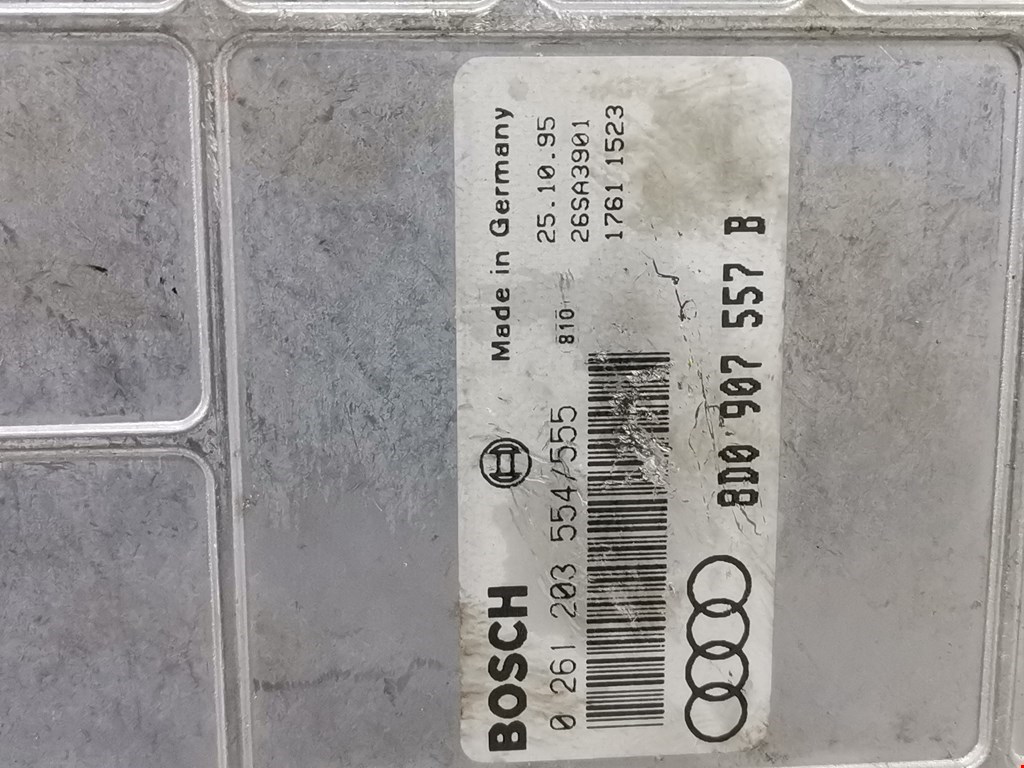 BOSCH Made in Germany
0 261 203 554/555 25.10.95
810 26SA3901
1761 1523
8D0 907 557 B